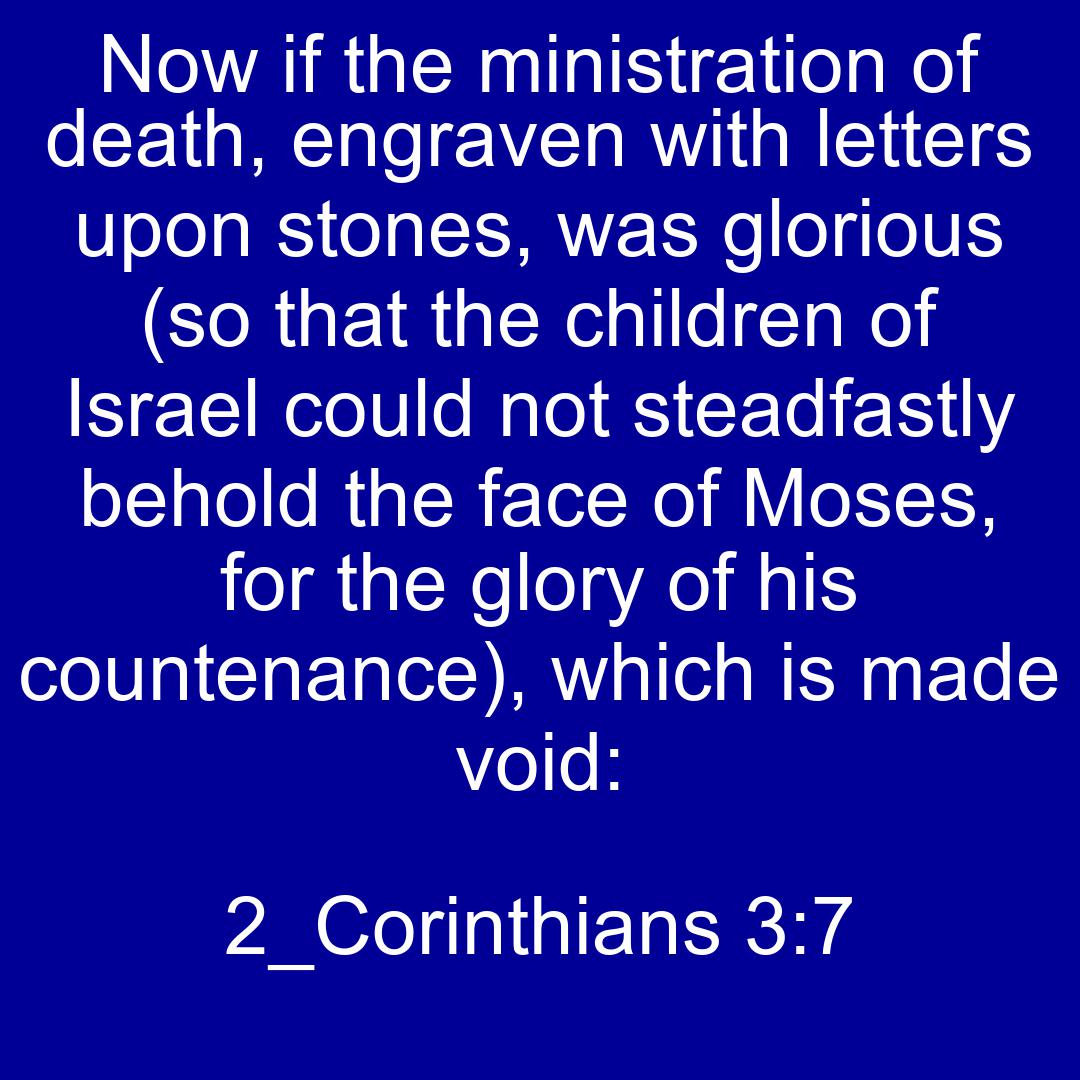 Now if the ministration of
death, engraven with letters
upon stones, was glorious
(so that the children of
Israel could not steadfastly
behold the face of Moses,
for the glory of his
countenance), which is made
void:
2_Corinthians 3:7